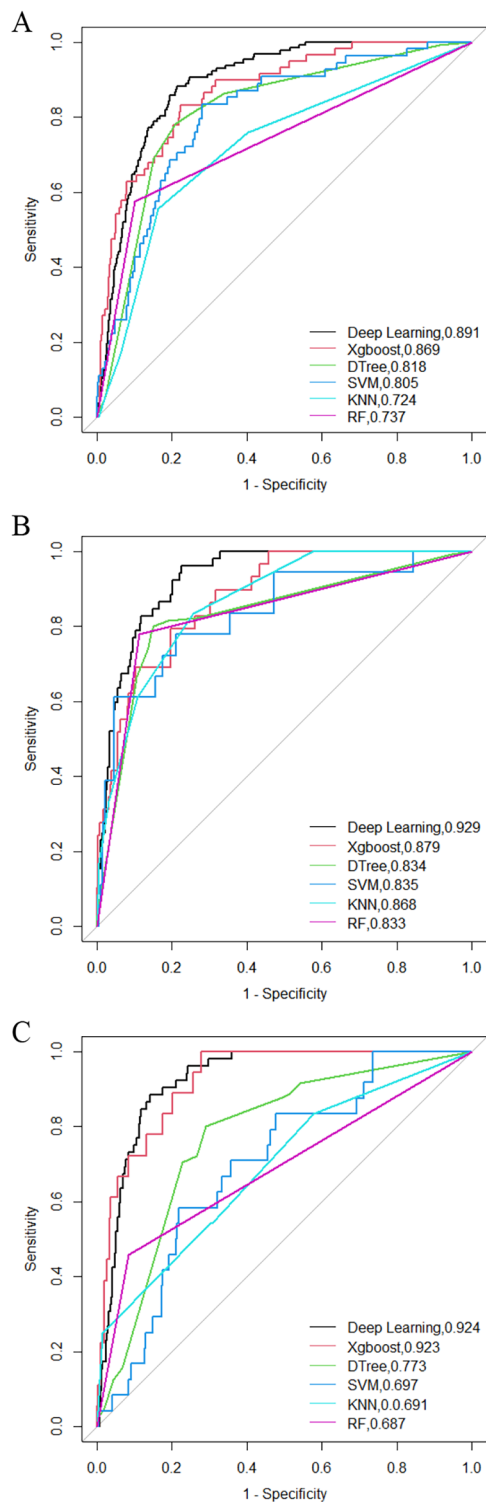 A
1.0
0.8
0.6
0.4
0.2
0.0
Sensitivity
Deep Learning,0.891
Xgboost,0.869
DTree,0.818
SVM,0.805
KNN,0.724
RF,0.737
0.0 0.2 0.4 0.6 0.8 1.0
1 - Specificity
B
1.0
0.8
0.6
0.4
0.2
0.0
Sensitivity
Deep Learning,0.929
Xgboost,0.879
DTree,0.834
SVM,0.835
KNN,0.868
RF,0.833
0.0 0.2 0.4 0.6 0.8 1.0
1 - Specificity
C
1.0
0.8
0.6
0.4
0.2
0.0
Sensitivity
Deep Learning,0.924
Xgboost,0.923
DTree,0.773
SVM,0.697
KNN,0.0.691
RF,0.687
0.0 0.2 0.4 0.6 0.8 1.0
1 - Specificity